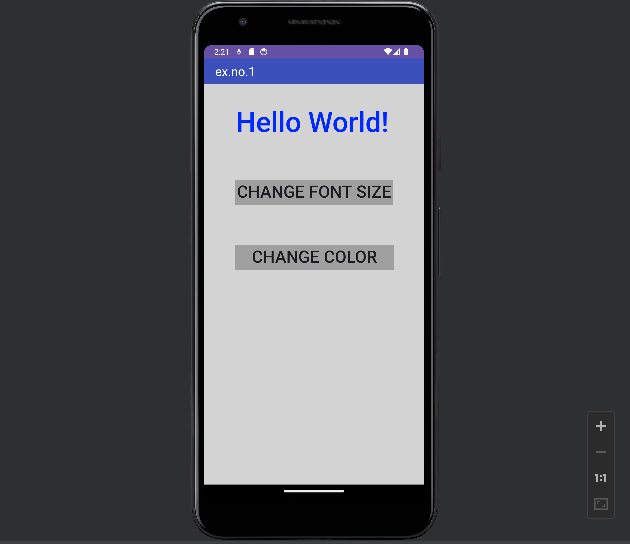 2:21
ex.no.1
Hello World!
CHANGE FONT SIZE
CHANGE COLOR
1:1